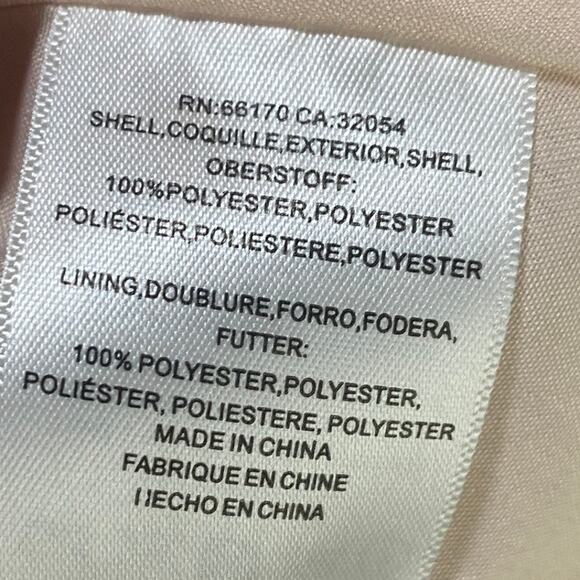 RN:66170 CA:32054
SHELL,COQUILLE,EXTERIOR,SHELL,
OBERSTOFF:
100%POLYESTER,POLYESTER
POLIÉSTER,POLIESTERE,POLYESTER
LINING,DOUBLURE,FORRO,FODERA,
FUTTER:
100% POLYESTER,POLYESTER,
POLIÉSTER, POLIESTERE, POLYESTER
MADE IN CHINA
FABRIQUE EN CHINE
HECHO EN CHINA